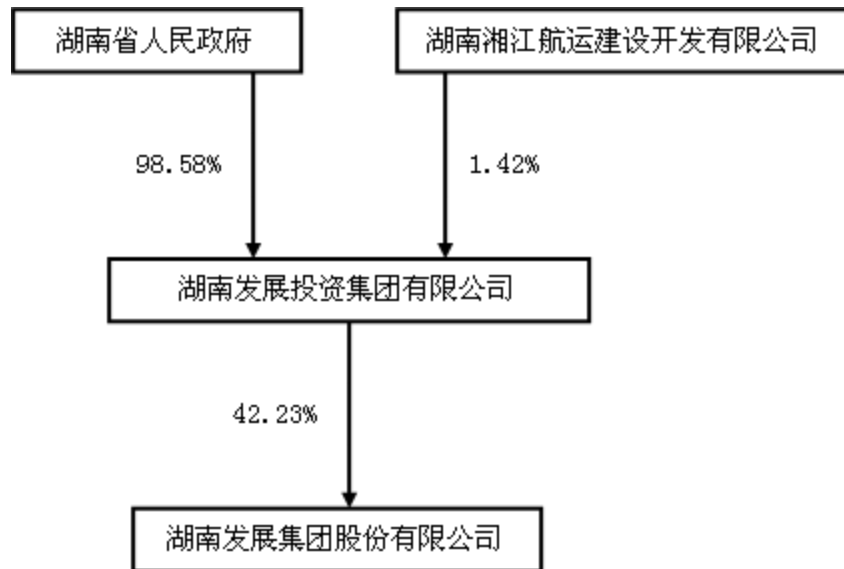 湖南省人民政府
湖南湘江航运建设开发有限公司
98.58%
1.42%
湖南发展投资集团有限公司
42.23%
湖南发展集团股份有限公司